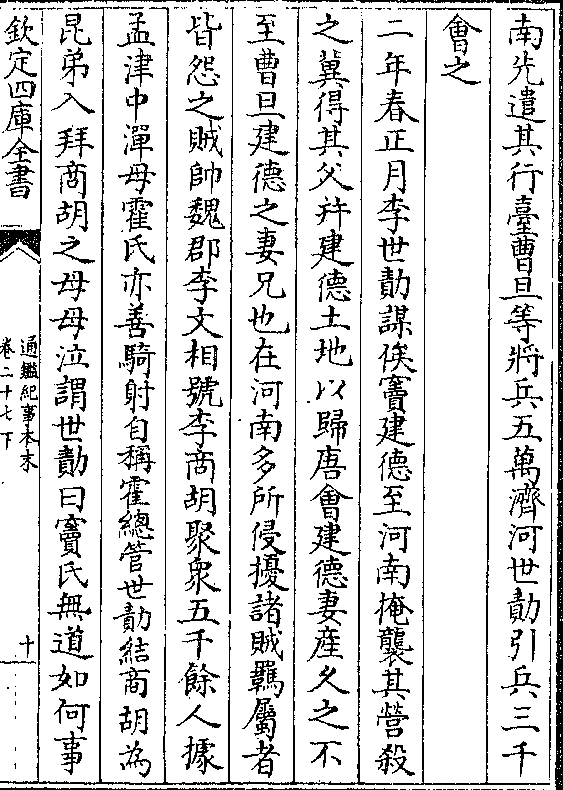 南先遣其行臺曹旦等將兵五萬濟河世勣引兵三千
會之
二年春正月李世勣謀俟竇建德至河南掩襲其營殺
之冀得其父并建德土地以歸唐會建德妻産久之不
至曹旦建德之妻兄也在河南多所侵擾諸賊羈屬者
皆怨之賊帥魏郡李文相號李商胡聚衆五千餘人據
孟津中潬母霍氏亦善騎射自稱霍總管世勣結商胡為
昆弟入拜商胡之母母泣謂世勣曰竇氏無道如何事
欽定四庫全書
通鑑紀事本末
卷二十七下
十